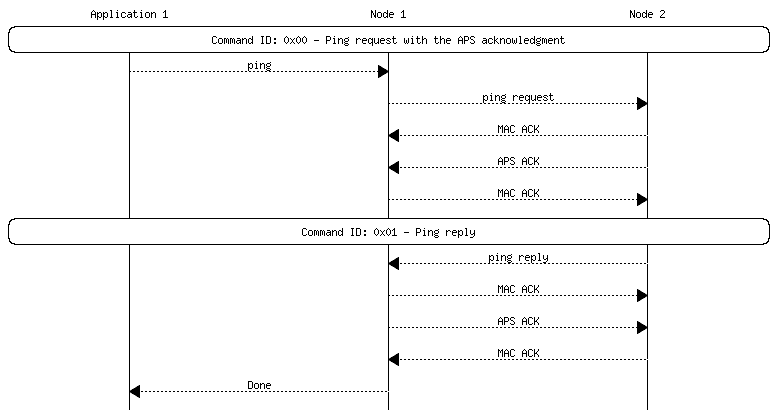 Application 1 Node 1 Node 2
Command ID: 0x00 - Ping request with the APS acknowledgment
ping
ping request
MAC ACK
APS ACK
MAC ACK
Command ID: 0x01 - Ping reply
ping reply
MAC ACK
APS ACK
MAC ACK
Done